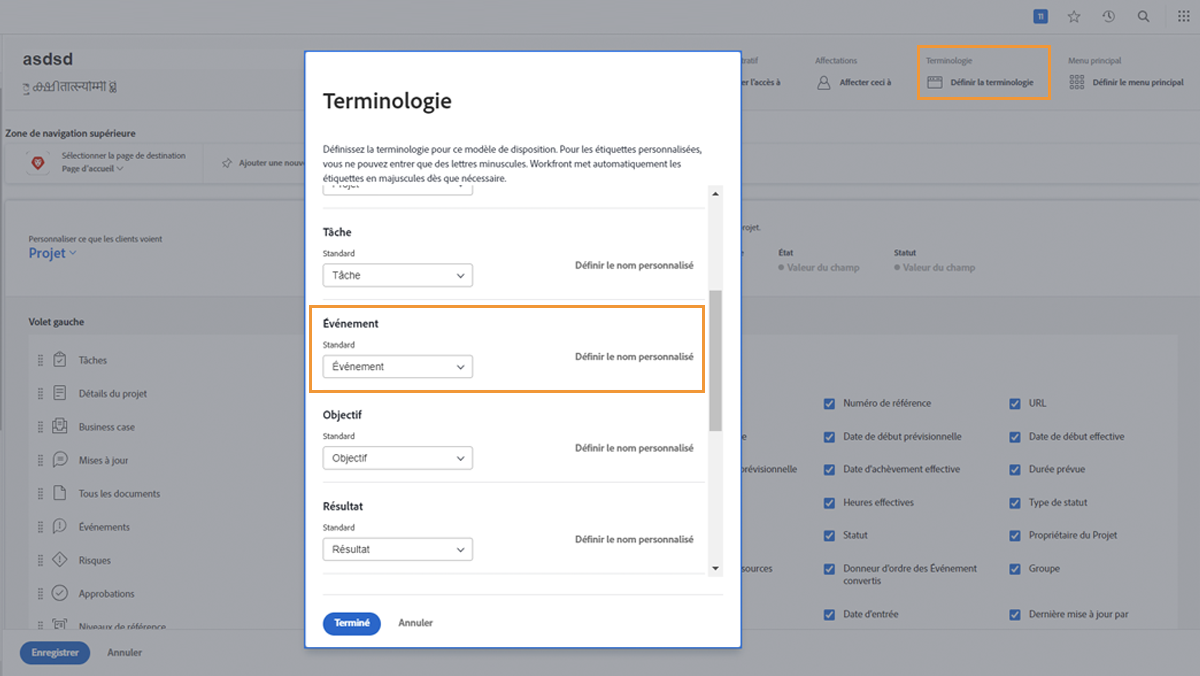 asdsd
tratif
er l'accès à
Affectations
Affecter ceci à
Terminologie
Définir la terminologie
Menu principal
Définir le menu principal
Zone de navigation supérieure
Sélectionner la page de destination
Page d'accueil
Ajouter une nouve
Personnaliser ce que les clients voient
Projet
rojet.
État
Valeur du champ
Statut
Valeur du champ
Volet gauche
Tâches
Détails du projet
Business case
Mises à jour
Tous les documents
Événements
Risques
Approbations
Niveaux de référence
Enregistrer
Annuler
Terminologie
Définissez la terminologie pour ce modèle de disposition. Pour les étiquettes personnalisées,
vous ne pouvez entrer que des lettres minuscules. Workfront met automatiquement les
étiquettes en majuscules dès que nécessaire.
Projet
Tâche
Standard
Tâche
Définir le nom personnalisé
Événement
Standard
Événement
Définir le nom personnalisé
Objectif
Standard
Objectif
Définir le nom personnalisé
Résultat
Standard
Résultat
Définir le nom personnalisé
Terminé
Annuler
Numéro de référence
URL
Date de début prévisionnelle
Date de début effective
prévisionnelle
Date d'achèvement effective
Durée prévue
Heures effectives
Type de statut
Statut
Propriétaire du Projet
sources
Donneur d'ordre des Événement
convertis
Groupe
Date d'entrée
Dernière mise à jour par